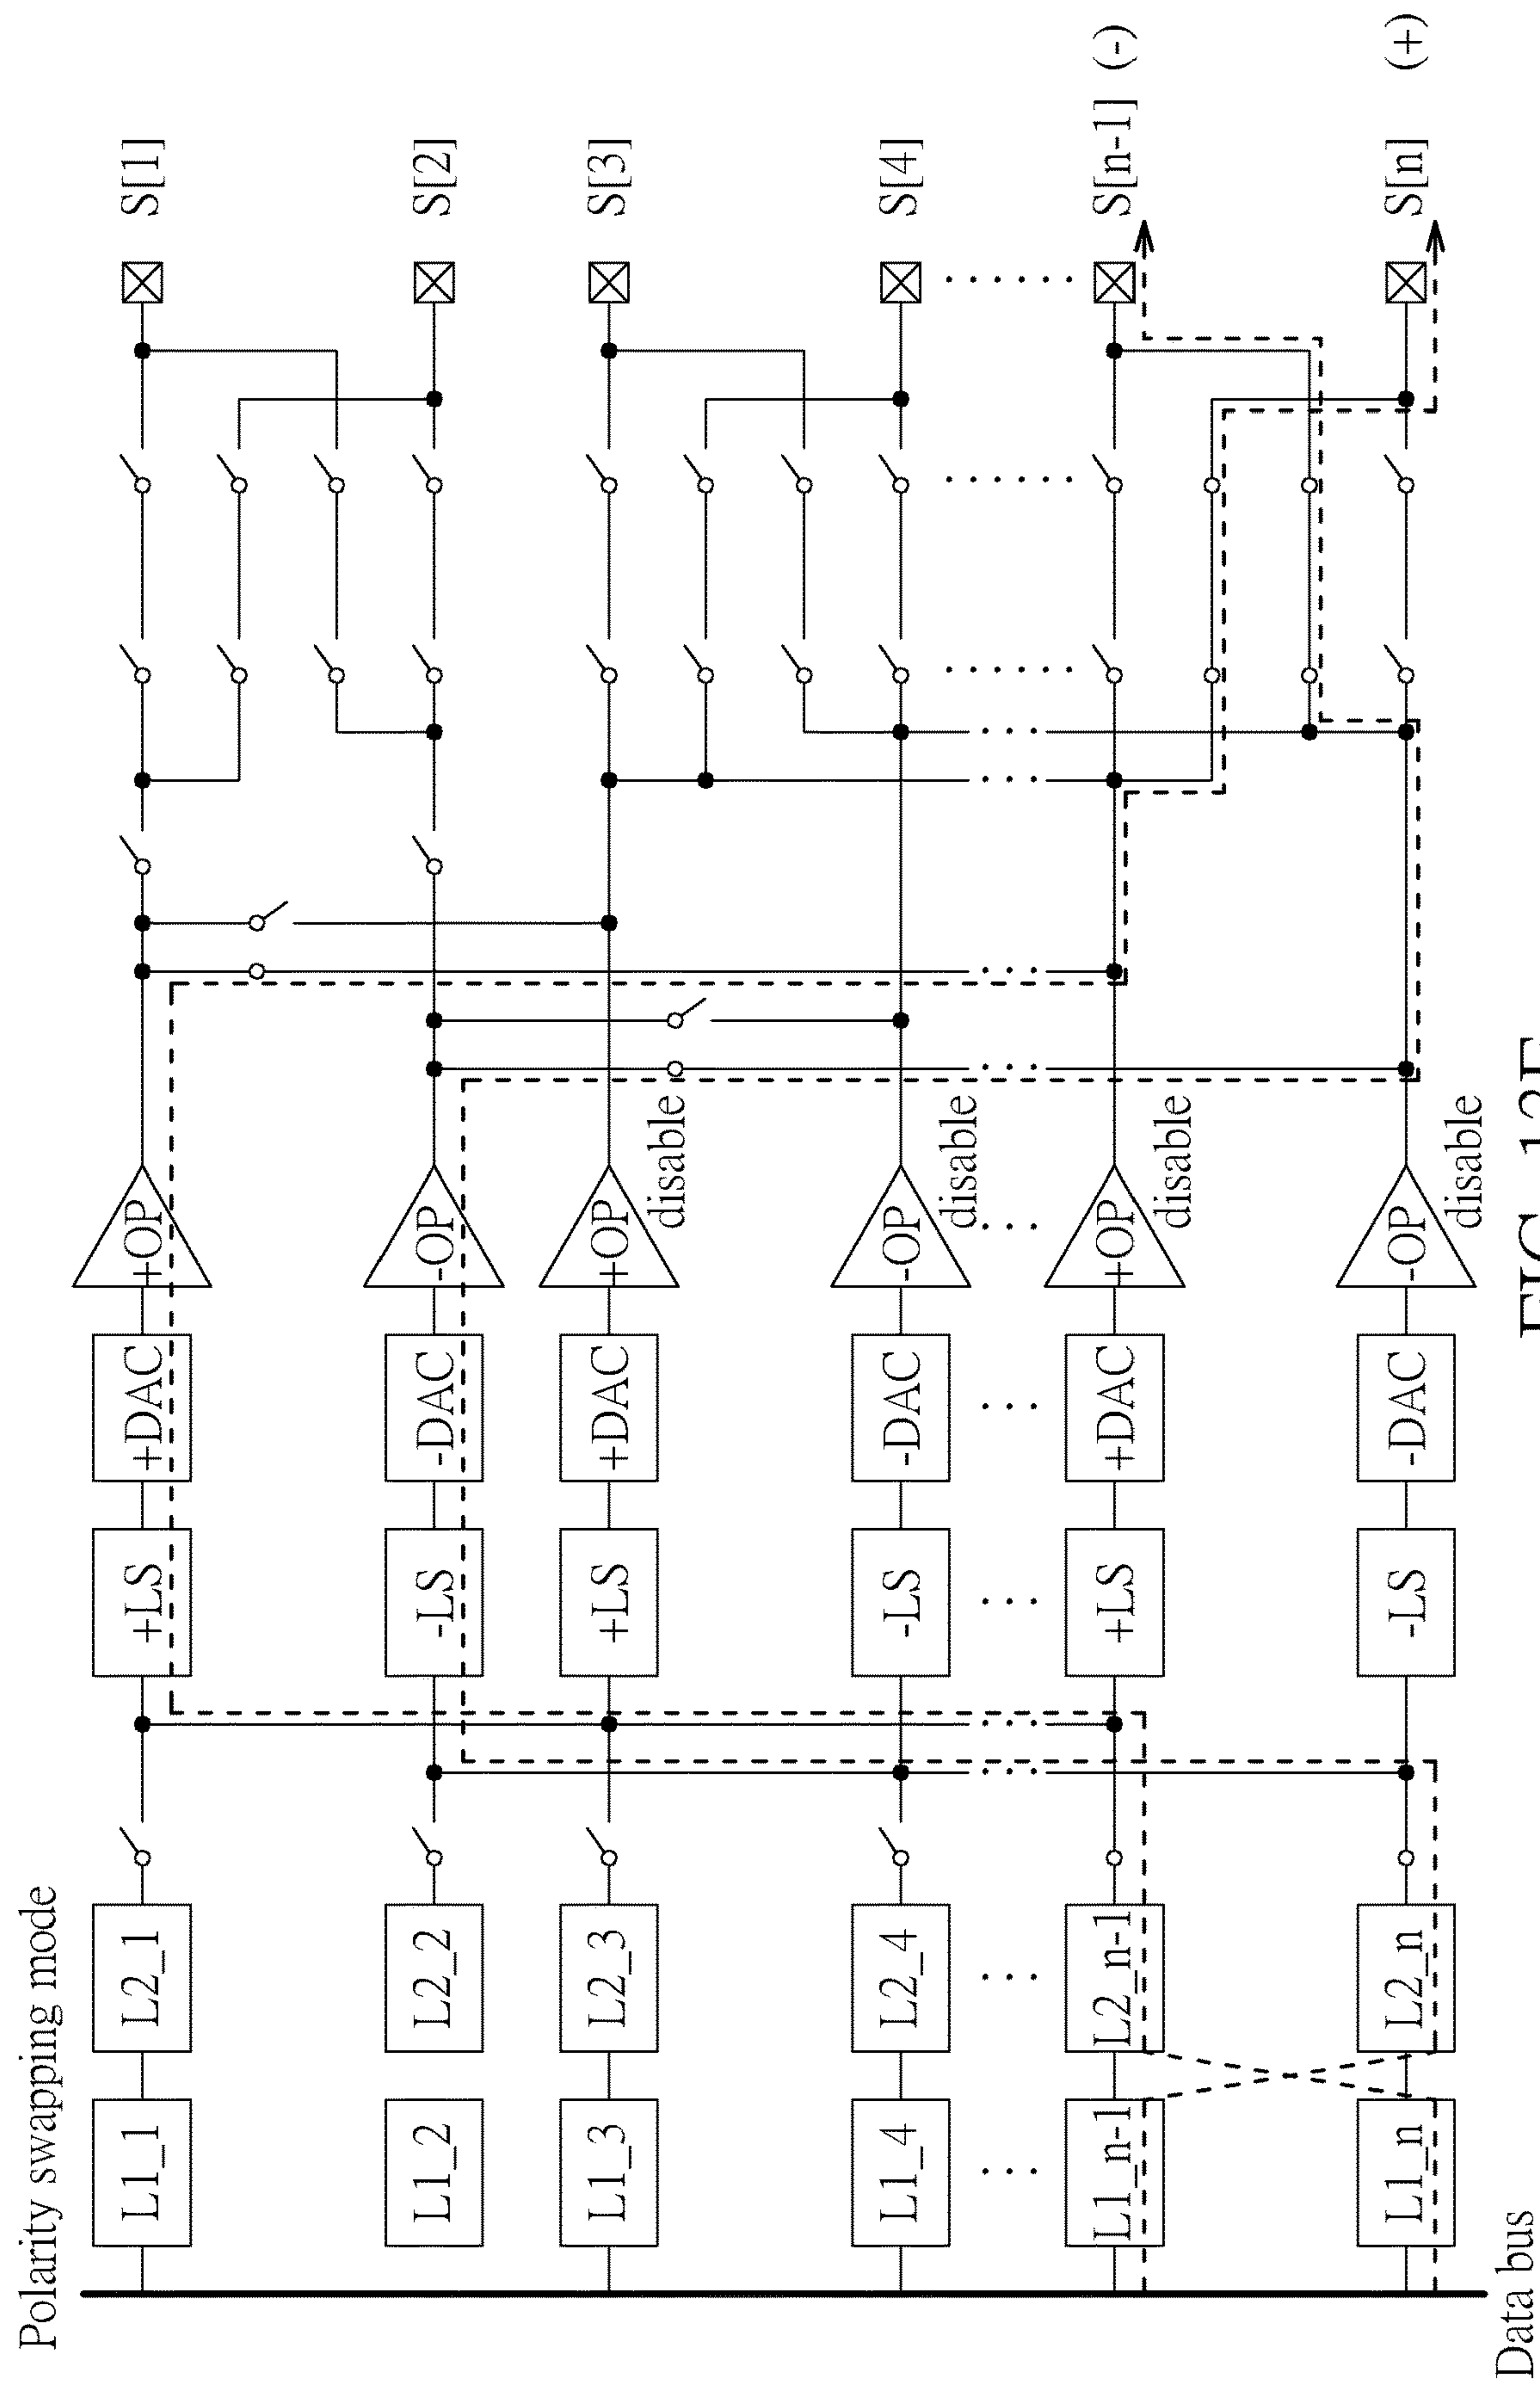 Polarity swapping mode
L1_1 L2_1 +LS +DAC +OP S[1]
L1_2 L2_2 -LS -DAC -OP S[2]
L1_3 L2_3 +LS +DAC +OP S[3]
disable
L1_4 L2_4 -LS -DAC -OP S[4]
disable
L1_n-1 L2_n-1 +LS +DAC +OP S[n-1] (-)
disable
L1_n L2_n -LS -DAC -OP S[n] (+)
disable
Data bus